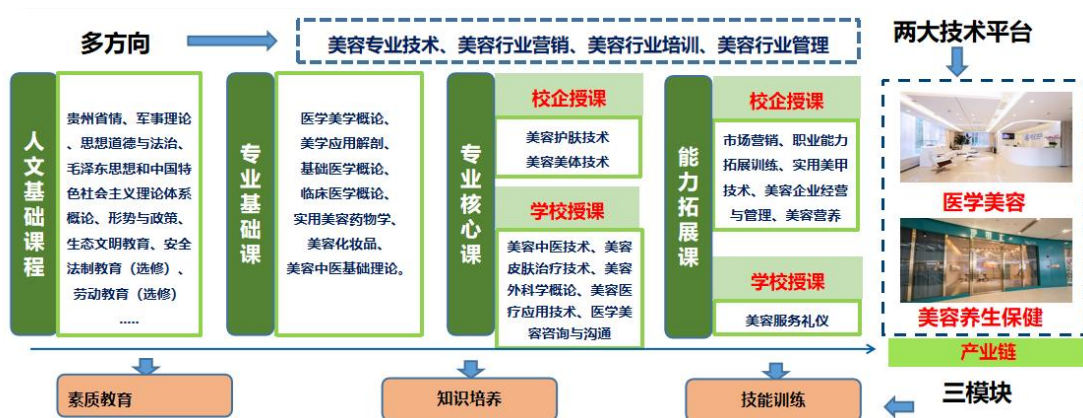 多方向
美容专业技术、美容行业营销、美容行业培训、美容行业管理
两大技术平台
人文基础课程
贵州省情、军事理论
、思想道德与法治、
毛泽东思想和中国特
色社会主义理论体系
概论、形势与政策、
生态文明教育、安全
法制教育（选修）、
劳动教育（选修）
.....
专业基础课
医学美学概论、
美学应用解剖、
基础医学概论、
临床医学概论、
实用美容药物学、
美容化妆品、
美容中医基础理论。
专业核心课
校企授课
美容护肤技术
美容美体技术
学校授课
美容中医技术、美容
皮肤治疗技术、美容
外科学概论、美容医
疗应用技术、医学美
容咨询与沟通
能力拓展课
校企授课
市场营销、职业能力
拓展训练、实用美甲
技术、美容企业经营
与管理、美容营养
学校授课
美容服务礼仪
医学美容
美容养生保健
产业链
素质教育
知识培养
技能训练
三模块